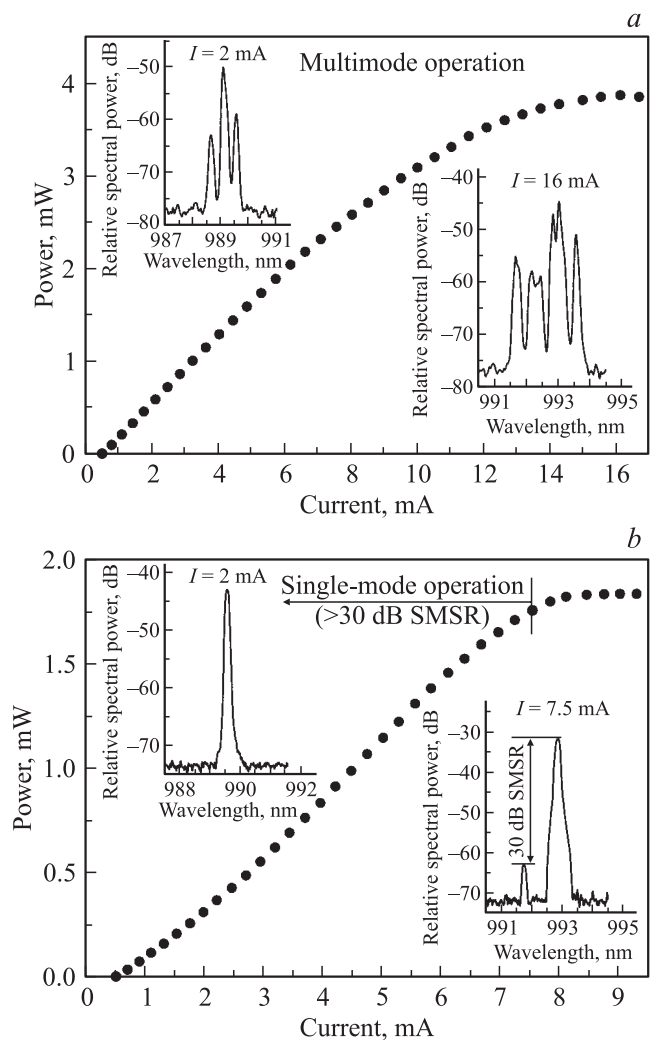 a
Multimode operation
Power, mW
4
3
2
1
0
2
4
6
8
10
12
14
16
Current, mA
I = 2 mA
Relative spectral power, dB
–50
–60
–70
–80
987
989
991
Wavelength, nm
I = 16 mA
Relative spectral power, dB
–40
–50
–60
–70
–80
991
993
995
Wavelength, nm
b
Single-mode operation
(>30 dB SMSR)
Power, mW
2.0
1.5
1.0
0.5
0.0
1
2
3
4
5
6
7
8
9
Current, mA
I = 2 mA
Relative spectral power, dB
–40
–50
–60
–70
988
990
992
Wavelength, nm
I = 7.5 mA
Relative spectral power, dB
–30
–40
–50
–60
–70
30 dB SMSR
991
993
995
Wavelength, nm